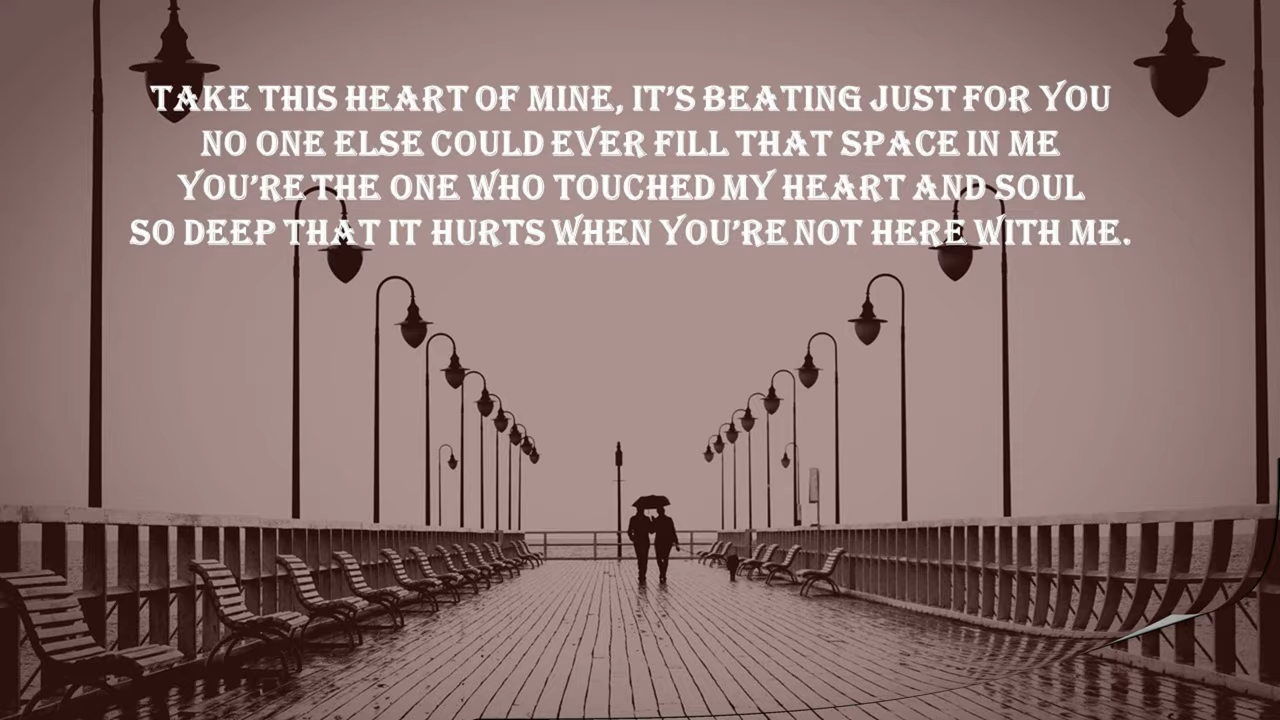 TAKE THIS HEART OF MINE, IT'S BEATING JUST FOR YOU
NO ONE ELSE COULD EVER FILL THAT SPACE IN ME
YOU'RE THE ONE WHO TOUCHED MY HEART AND SOUL
SO DEEP THAT IT HURTS WHEN YOU'RE NOT HERE WITH ME.